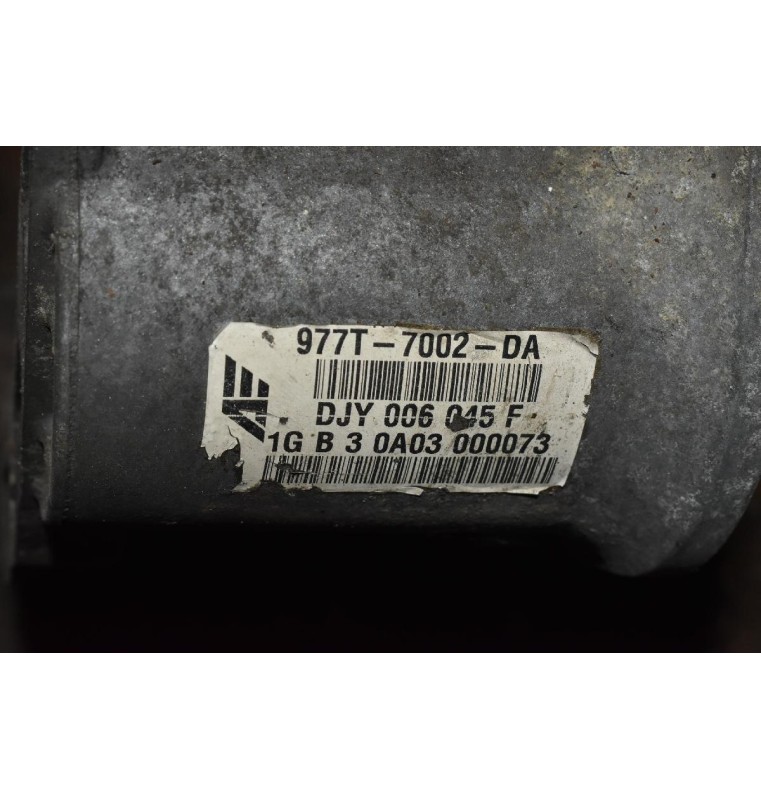 977T-7002-DA
DJY 006 045 F
1G B 3 0A03 000073